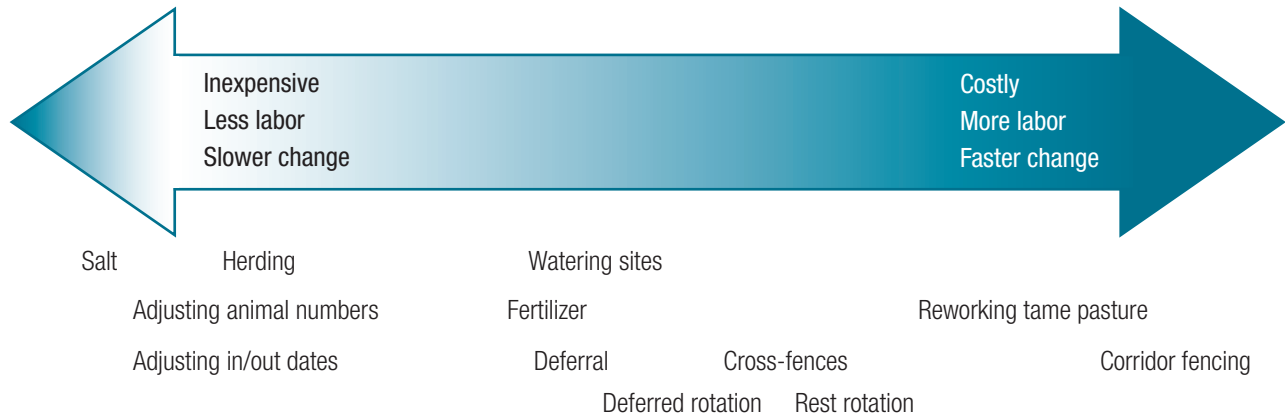 Inexpensive
Less labor
Slower change
Costly
More labor
Faster change
Salt Herding Watering sites
Adjusting animal numbers Fertilizer Reworking tame pasture
Adjusting in/out dates Deferral Cross-fences Corridor fencing
Deferred rotation Rest rotation